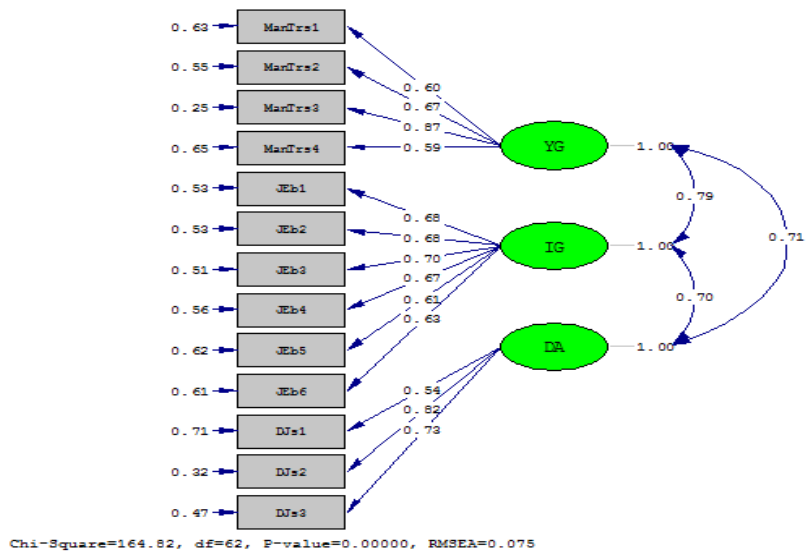 0.63 ManTrs1
0.55 ManTrs2
0.60
0.25 ManTrs3
0.67
0.87
0.65 ManTrs4
0.59
YG 1.00
0.53 JEb1
0.79
0.68
0.53 JEb2
0.68
0.71
0.70
IG 1.00
0.51 JEb3
0.67
0.56 JEb4
0.61
0.70
0.63
0.62 JEb5
DA 1.00
0.61 JEb6
0.54
0.82
0.71 DJs1
0.73
0.32 DJs2
0.47 DJs3
Chi-Square=164.82, df=62, P-value=0.00000, RMSEA=0.075